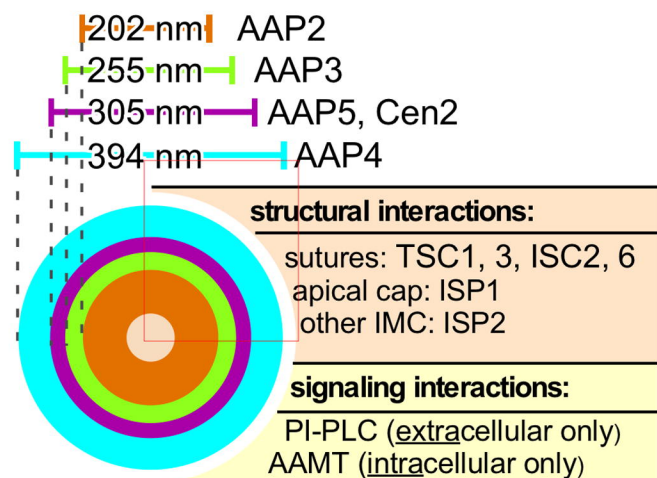 202 nm AAP2
255 nm AAP3
305 nm AAP5, Cen2
394 nm AAP4
structural interactions:
sutures: TSC1, 3, ISC2, 6
apical cap: ISP1
other IMC: ISP2
signaling interactions:
PI-PLC (extracellular only)
AAMT (intracellular only)